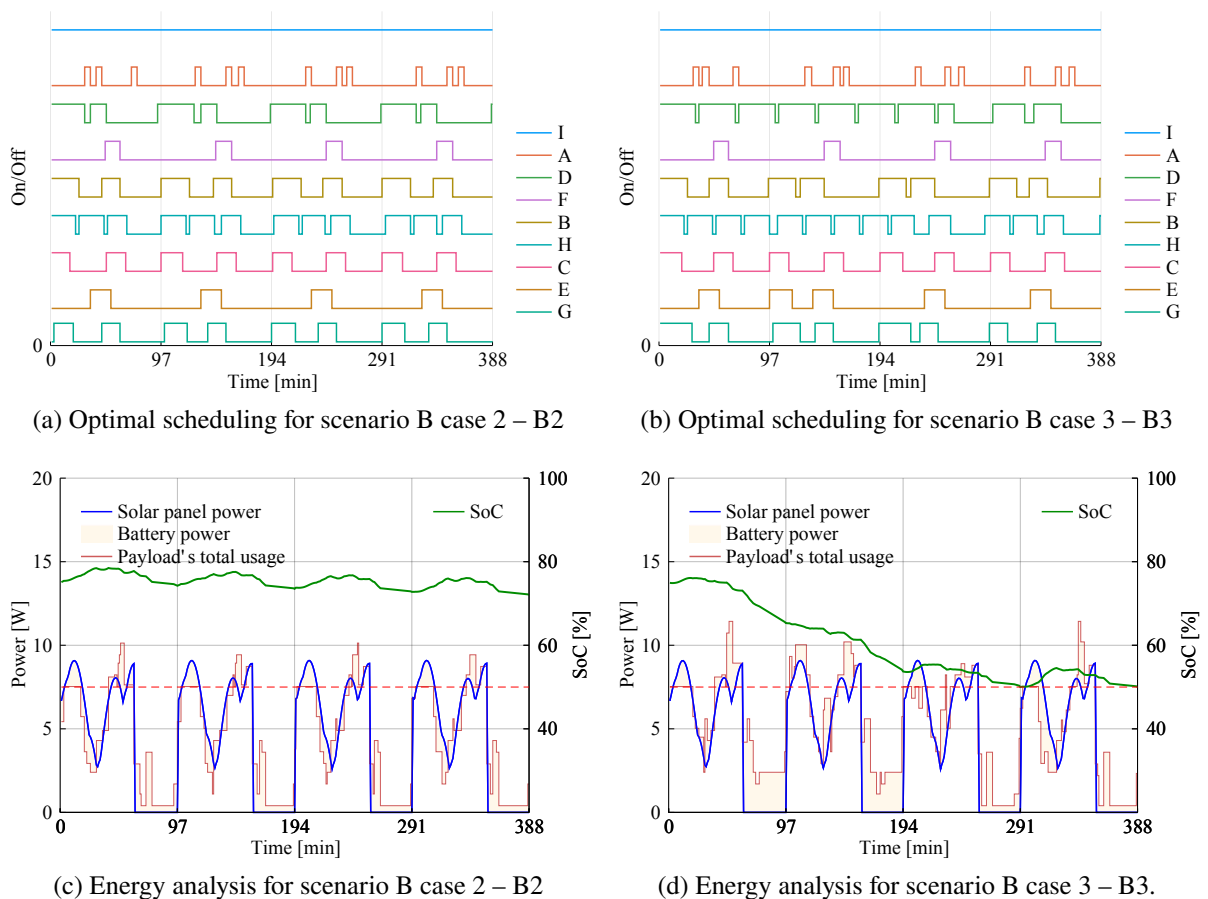 On/Off
I
A
D
F
B
H
C
E
G
0
0 97 194 291 388
Time [min]
(a) Optimal scheduling for scenario B case 2 – B2
On/Off
I
A
D
F
B
H
C
E
G
0
0 97 194 291 388
Time [min]
(b) Optimal scheduling for scenario B case 3 – B3
20
15
10
5
0
Power [W]
Solar panel power
Battery power
Payload's total usage
SoC
100
80
60
40
SoC [%]
0 97 194 291 388
Time [min]
(c) Energy analysis for scenario B case 2 – B2
20
15
10
5
0
Power [W]
Solar panel power
Battery power
Payload's total usage
SoC
100
80
60
40
SoC [%]
0 97 194 291 388
Time [min]
(d) Energy analysis for scenario B case 3 – B3.